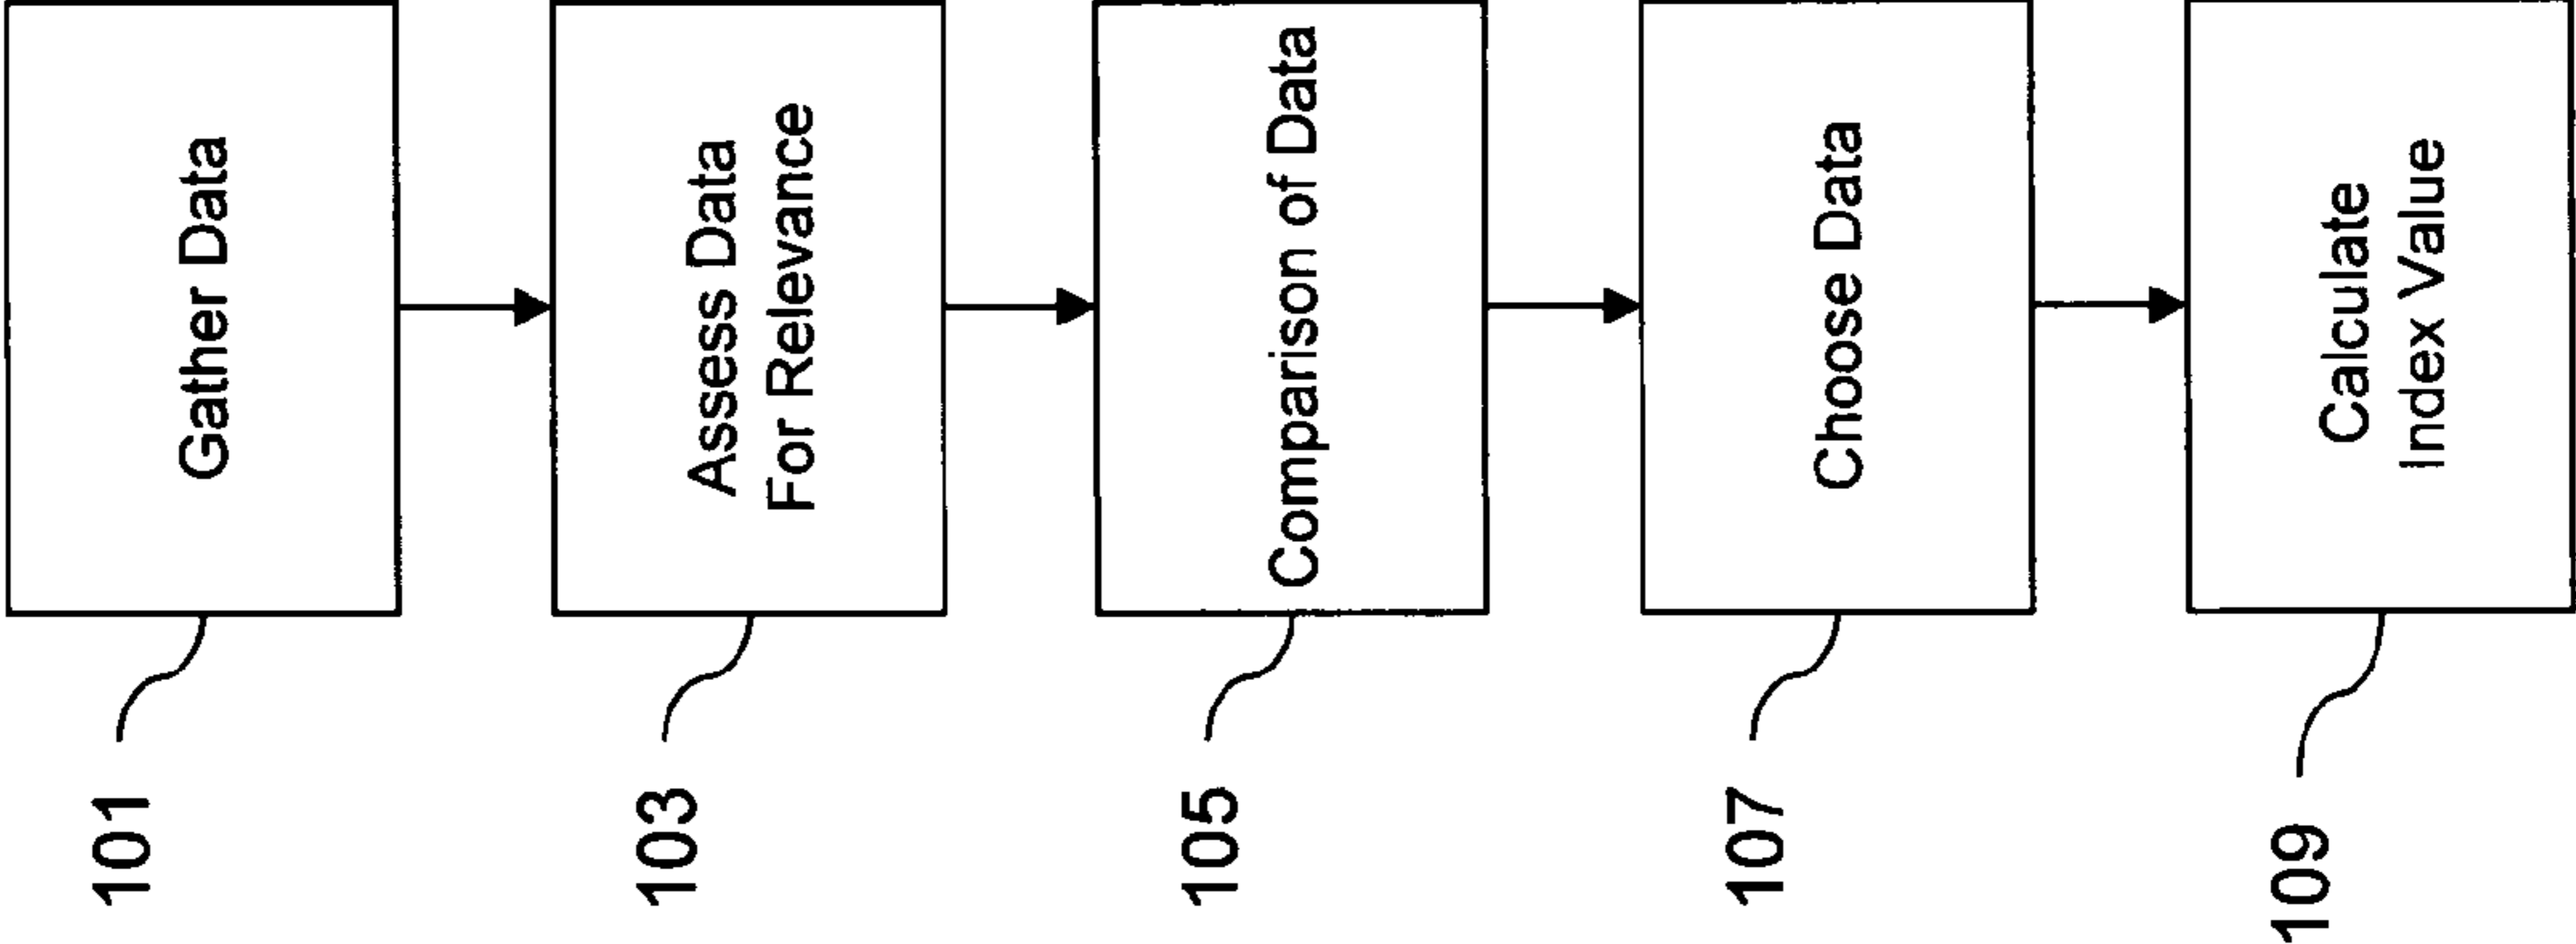 101
Gather Data
103
Assess Data
For Relevance
105
Comparison of Data
107
Choose Data
109
Calculate
Index Value